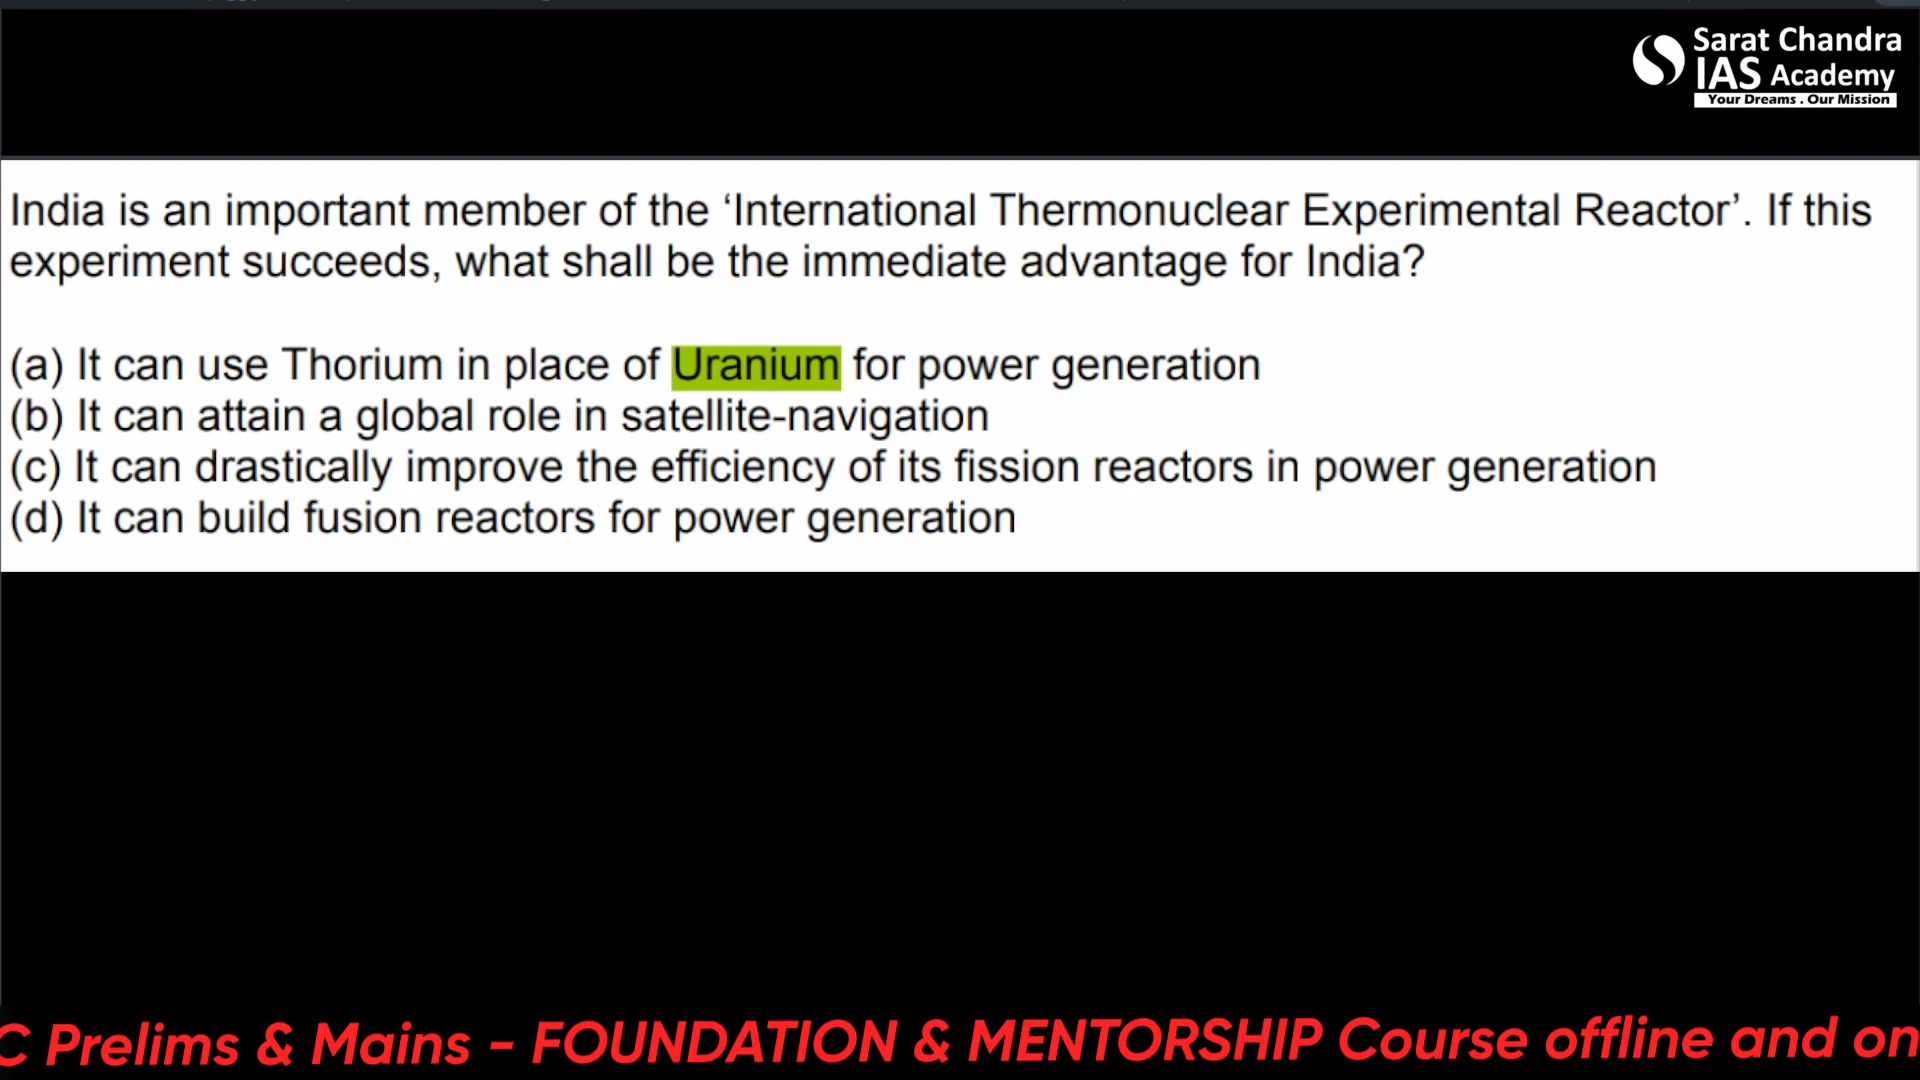 Sarat Chandra
IAS Academy
Your Dreams . Our Mission
India is an important member of the ‘International Thermonuclear Experimental Reactor’. If this
experiment succeeds, what shall be the immediate advantage for India?
(a) It can use Thorium in place of Uranium for power generation
(b) It can attain a global role in satellite-navigation
(c) It can drastically improve the efficiency of its fission reactors in power generation
(d) It can build fusion reactors for power generation
C Prelims & Mains - FOUNDATION & MENTORSHIP Course offline and on